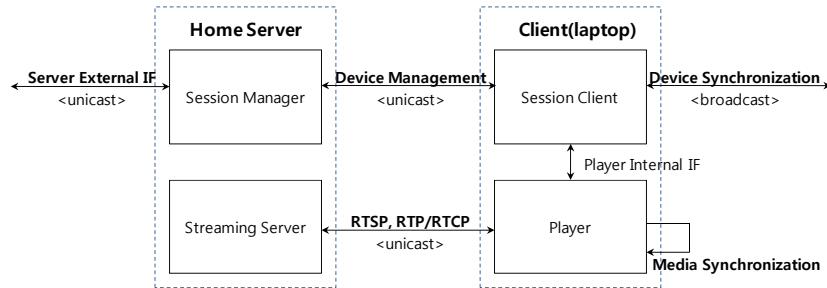 Home Server
Client(laptop)
Server External IF
<unicast>
Session Manager
Device Management
<unicast>
Session Client
Device Synchronization
<broadcast>
Player Internal IF
Streaming Server
RTSP, RTP/RTCP
<unicast>
Player
Media Synchronization